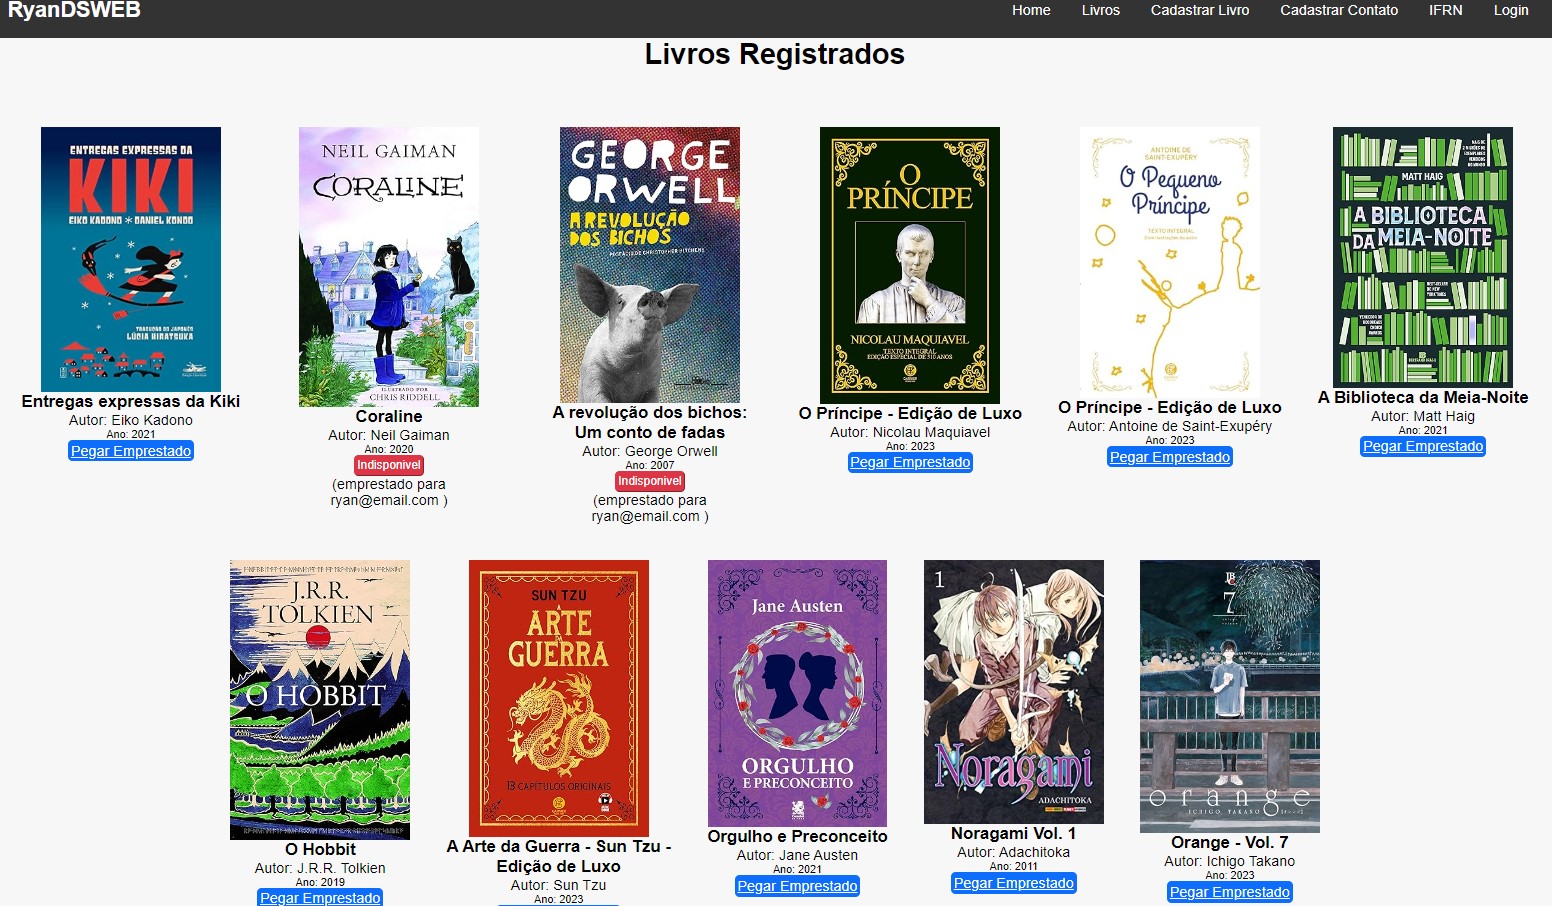 RyanDSWEB
Home Livros Cadastrar Livro Cadastrar Contato IFRN Login
Livros Registrados
ENTREGAS EXPRESSAS DA
KIKI
EIKO KADONO * DANIEL KONDO
TRADUÇÃO DO JAPONÊS
LÚCIA HIRATSUKA
Entregas expressas da Kiki
Autor: Eiko Kadono
Ano: 2021
Pegar Emprestado
NEIL GAIMAN
CORALINE
ILUSTRADO POR
CHRIS RIDDELL
Coraline
Autor: Neil Gaiman
Ano: 2020
Indisponível
(emprestado para
ryan@email.com )
GEORGE
ORWELL
A REVOLUÇÃO
DOS BICHOS
POSFÁCIO DE CHRISTOPHER HITCHENS
A revolução dos bichos:
Um conto de fadas
Autor: George Orwell
Ano: 2007
Indisponível
(emprestado para
ryan@email.com )
O
PRÍNCIPE
NICOLAU MAQUIAVEL
TEXTO INTEGRAL
EDIÇÃO ESPECIAL DE 510 ANOS
O Príncipe - Edição de Luxo
Autor: Nicolau Maquiavel
Ano: 2023
Pegar Emprestado
ANTOINE DE
SAINT-EXUPÉRY
O Pequeno
Príncipe
TEXTO INTEGRAL
O Príncipe - Edição de Luxo
Autor: Antoine de Saint-Exupéry
Ano: 2023
Pegar Emprestado
MATT HAIG
A BIBLIOTECA
DA MEIA-NOITE
A Biblioteca da Meia-Noite
Autor: Matt Haig
Ano: 2021
Pegar Emprestado
J.R.R.
TOLKIEN
O HOBBIT
O Hobbit
Autor: J.R.R. Tolkien
Ano: 2019
Pegar Emprestado
SUN TZU
A
ARTE
DA
GUERRA
13 CAPÍTULOS ORIGINAIS
A Arte da Guerra - Sun Tzu -
Edição de Luxo
Autor: Sun Tzu
Ano: 2023
Jane Austen
ORGULHO
E PRECONCEITO
Orgulho e Preconceito
Autor: Jane Austen
Ano: 2021
Pegar Emprestado
1
Noragami
ADACHITOKA
Noragami Vol. 1
Autor: Adachitoka
Ano: 2011
Pegar Emprestado
7
orange
ICHIGO TAKANO
Orange - Vol. 7
Autor: Ichigo Takano
Ano: 2023
Pegar Emprestado